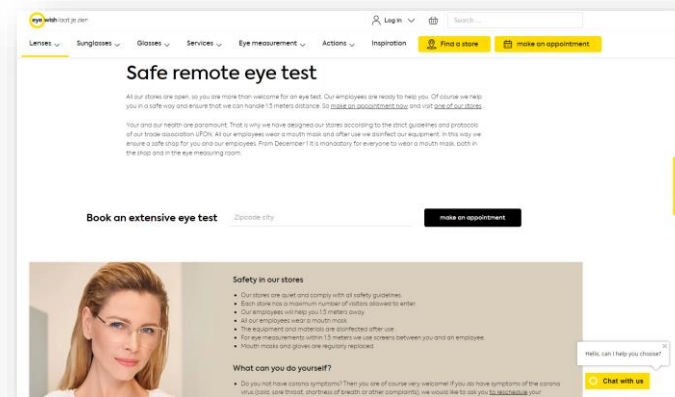 eye wish laat je zien
Log in
Search ...
Lenses Sunglasses Glasses Services Eye measurement Actions Inspiration Find a store make an appointment
Safe remote eye test
All our stores are open, so you are more than welcome for an eye test. Our employees are ready to help you. Of course we help
you in a safe way and ensure that we can handle 1.5 meters distance. So make an appointment now and visit one of our stores.
Your and our health are paramount. That is why we have designed our stores according to the strict guidelines and protocols
of our trade association UFON. All our employees wear a mouth mask and after use we disinfect our equipment. In this way we
ensure a safe shop for you and our employees. From December 1 it is mandatory for everyone to wear a mouth mask, both in
the shop and in the eye measuring room.
Book an extensive eye test Zipcode city make an appointment
Safety in our stores
Our stores are quiet and comply with all safety guidelines.
Each store has a maximum number of visitors allowed to enter.
Our employees will help you 1.5 meters away.
All our employees wear a mouth mask.
The equipment and materials are disinfected after use.
For eye measurements within 1.5 meters we use screens between you and an employee.
Mouth masks and gloves are regularly replaced.
What can you do yourself?
Do you not have corona symptoms? Then you are of course very welcome! If you do have symptoms of the corona
virus (cold, sore throat, shortness of breath or other complaints), we would like to ask you to reschedule your
Hello, can I help you choose?
Chat with us